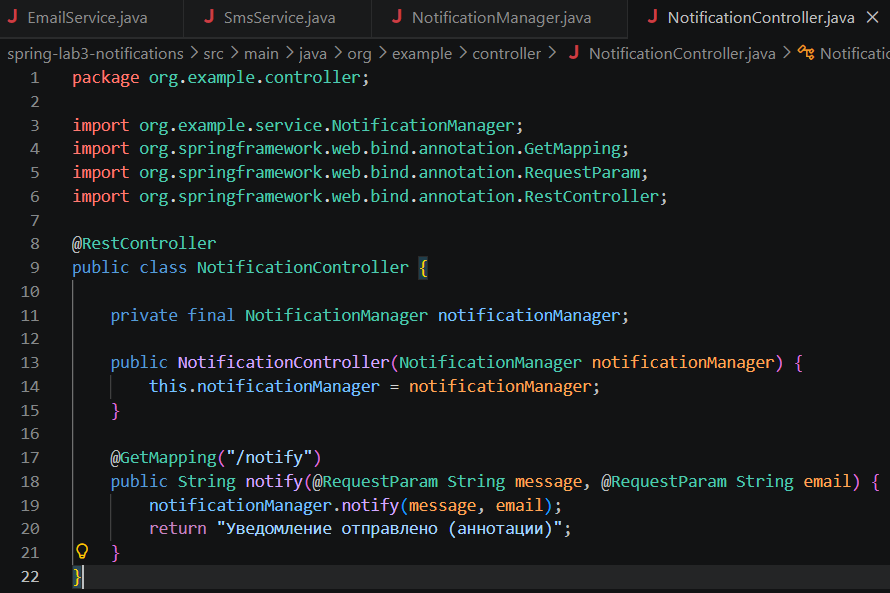 EmailService.java SmsService.java NotificationManager.java NotificationController.java
spring-lab3-notifications > src > main > java > org > example > controller > NotificationController.java >
1 package org.example.controller;
2
3 import org.example.service.NotificationManager;
4 import org.springframework.web.bind.annotation.GetMapping;
5 import org.springframework.web.bind.annotation.RequestParam;
6 import org.springframework.web.bind.annotation.RestController;
7
8 @RestController
9 public class NotificationController {
10
11 private final NotificationManager notificationManager;
12
13 public NotificationController(NotificationManager notificationManager) {
14 this.notificationManager = notificationManager;
15 }
16
17 @GetMapping("/notify")
18 public String notify(@RequestParam String message, @RequestParam String email) {
19 notificationManager.notify(message, email);
20 return "Уведомление отправлено (аннотации)";
21 }
22 }